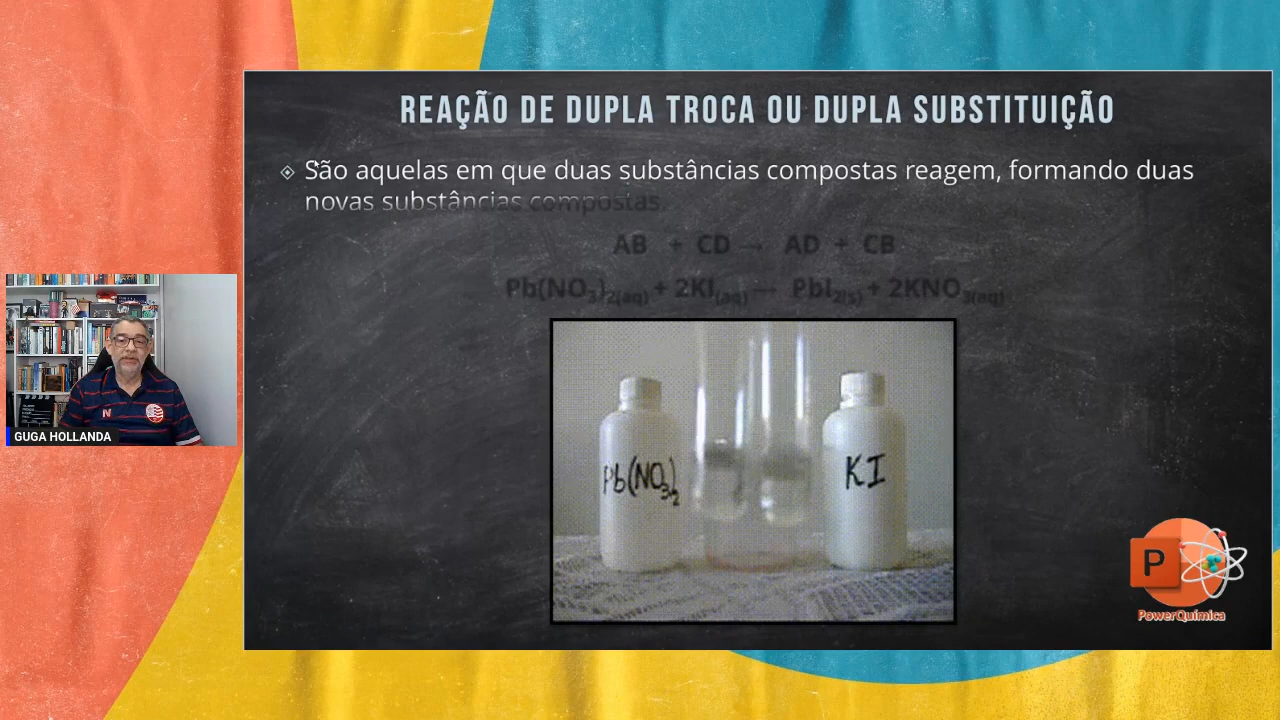 REAÇÃO DE DUPLA TROCA OU DUPLA SUBSTITUIÇÃO
São aquelas em que duas substâncias compostas reagem, formando duas
novas substâncias compostas.
AB + CD → AD + CB
Pb(NO3)2(aq) + 2KI(aq) → PbI2(s) + 2KNO3(aq)
Pb(NO3)2
KI
GUGA HOLLANDA
P
PowerQuímica